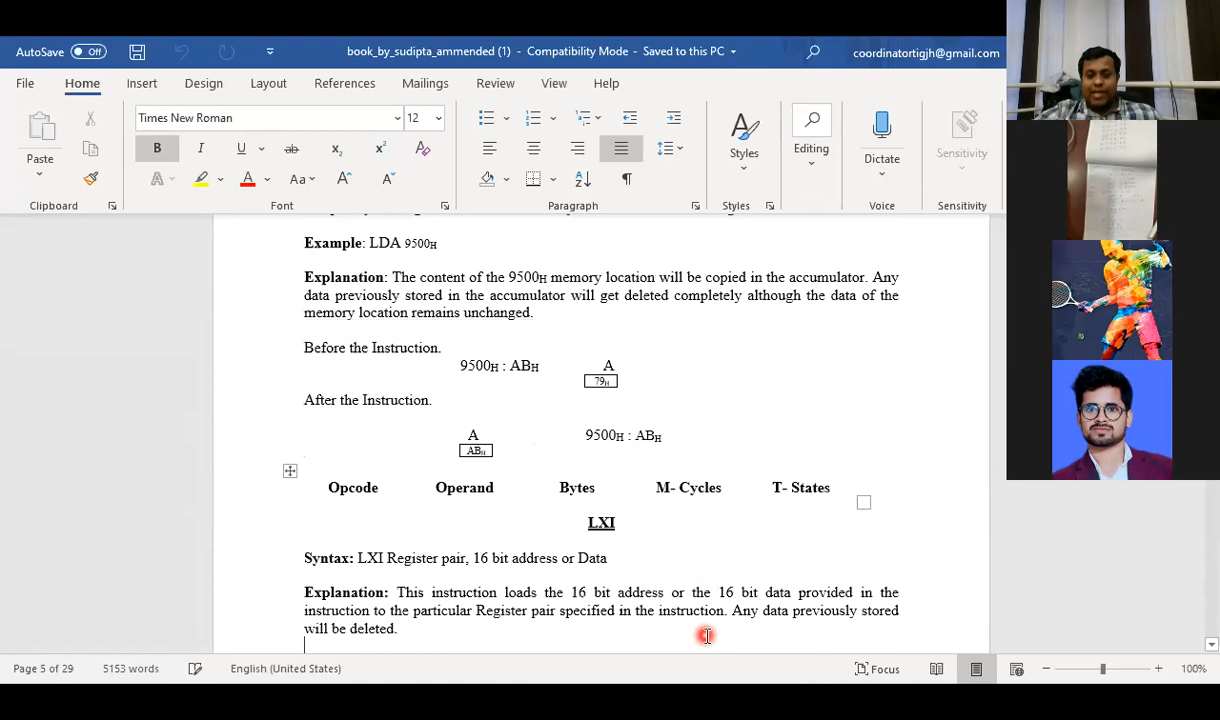 AutoSave Off book_by_sudipta_ammended (1) - Compatibility Mode - Saved to this PC coordinatortigjh@gmail.com
File Home Insert Design Layout References Mailings Review View Help
Times New Roman 12
Paste Styles Editing Dictate Sensitivity
Clipboard Font Paragraph Styles Voice Sensitivity
Example: LDA 9500H
Explanation: The content of the 9500H memory location will be copied in the accumulator. Any
data previously stored in the accumulator will get deleted completely although the data of the
memory location remains unchanged.
Before the Instruction.
9500H : ABH A
79H
After the Instruction.
A 9500H : ABH
ABH
Opcode Operand Bytes M- Cycles T- States
LXI
Syntax: LXI Register pair, 16 bit address or Data
Explanation: This instruction loads the 16 bit address or the 16 bit data provided in the
instruction to the particular Register pair specified in the instruction. Any data previously stored
will be deleted.
Page 5 of 29 5153 words English (United States) Focus 100%